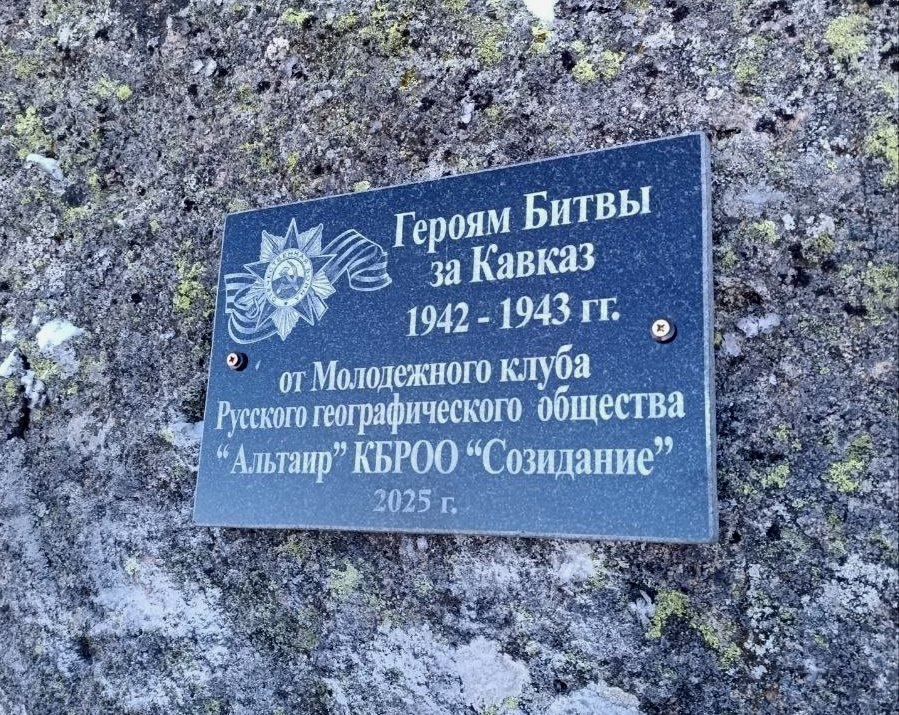 Героям Битвы
за Кавказ
1942 - 1943 гг.
от Молодежного клуба
Русского географического общества
“Альтаир” КБРОО “Созидание”
2025 г.